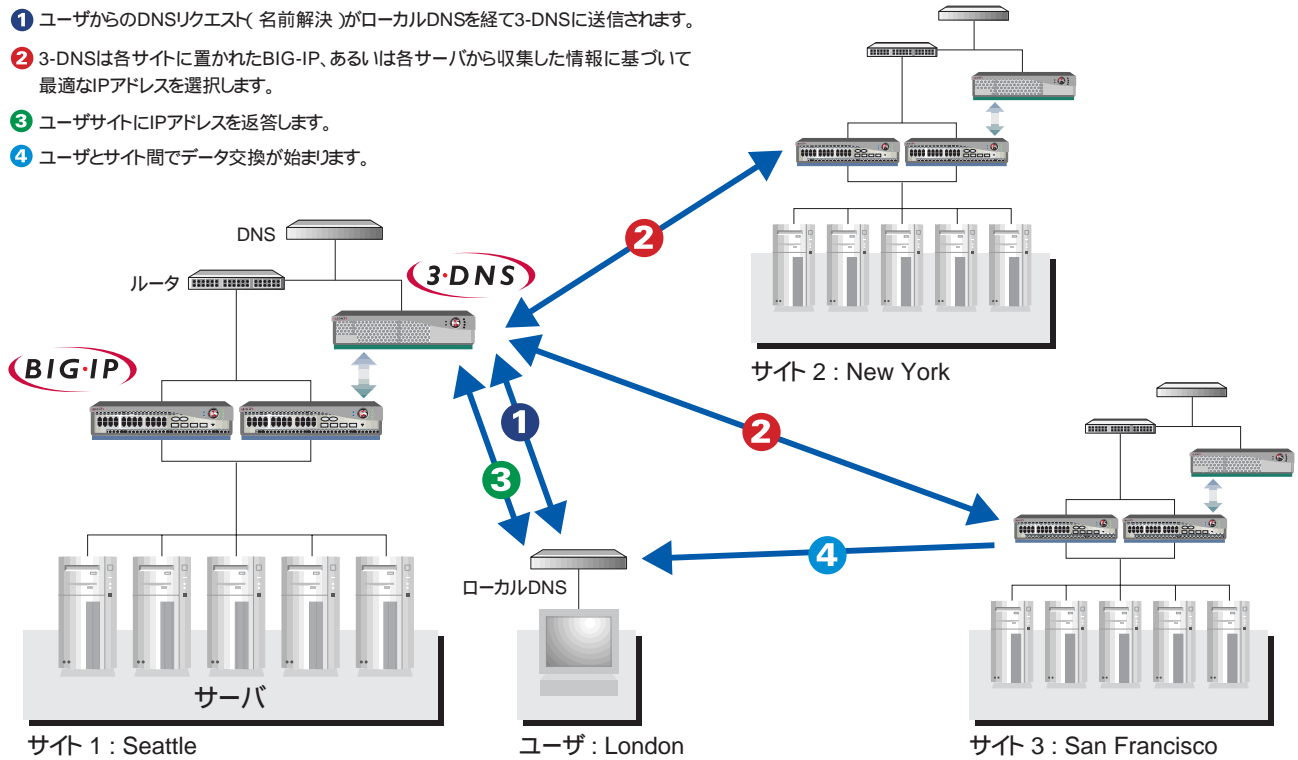 1 ユーザからのDNSリクエスト( 名前解決 )がローカルDNSを経て3-DNSに送信されます。
2 3-DNSは各サイトに置かれたBIG-IP、あるいは各サーバから収集した情報に基づいて
最適なIPアドレスを選択します。
3 ユーザサイトにIPアドレスを返答します。
4 ユーザとサイト間でデータ交換が始まります。
DNS
ルータ
3·DNS
BIG·IP
2
サイト 2 : New York
1
2
3
4
ローカルDNS
サーバ
サイト 1 : Seattle
ユーザ : London
サイト 3 : San Francisco